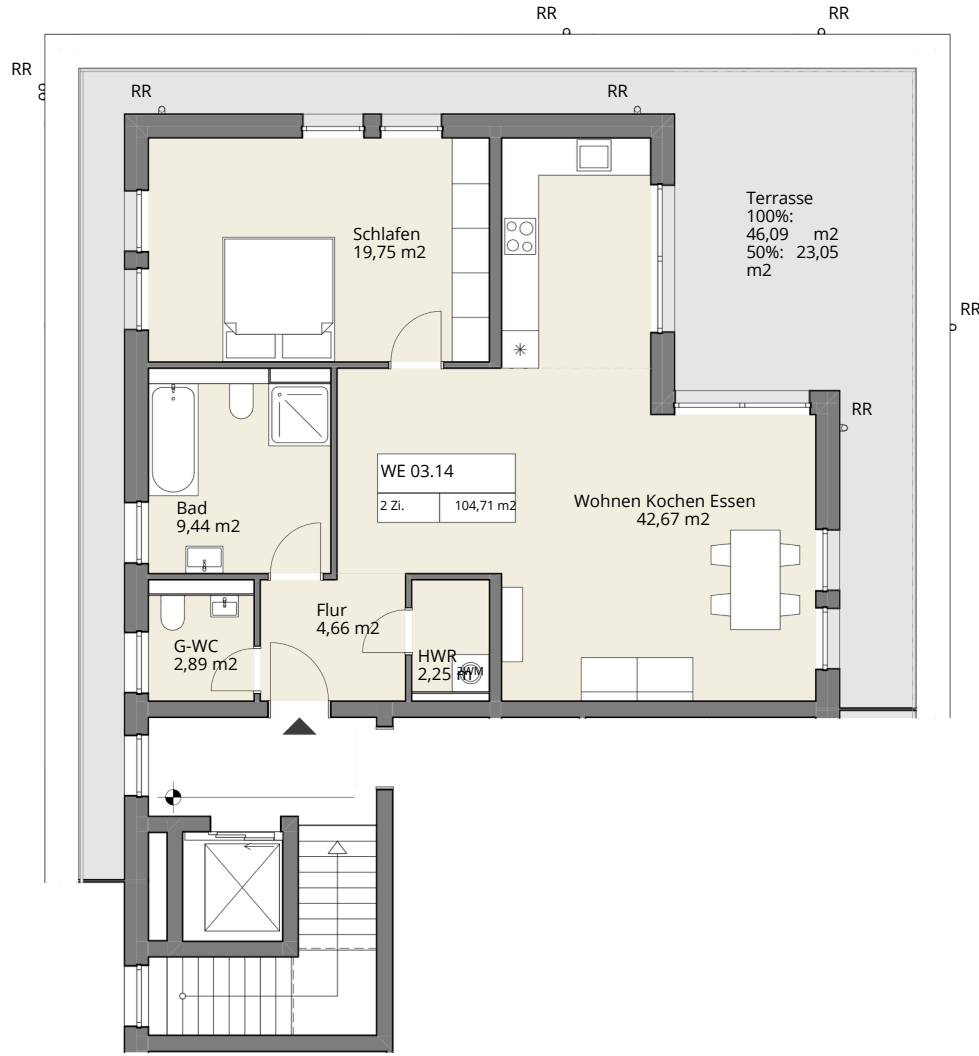 RR
RR
RR
RR
RR
Terrasse
100%:
46,09 m2
50%: 23,05
m2
Schlafen
19,75 m2
RR
RR
WE 03.14
2 Zi. 104,71 m2
Wohnen Kochen Essen
42,67 m2
Bad
9,44 m2
Flur
4,66 m2
G-WC
2,89 m2
HWR
2,25